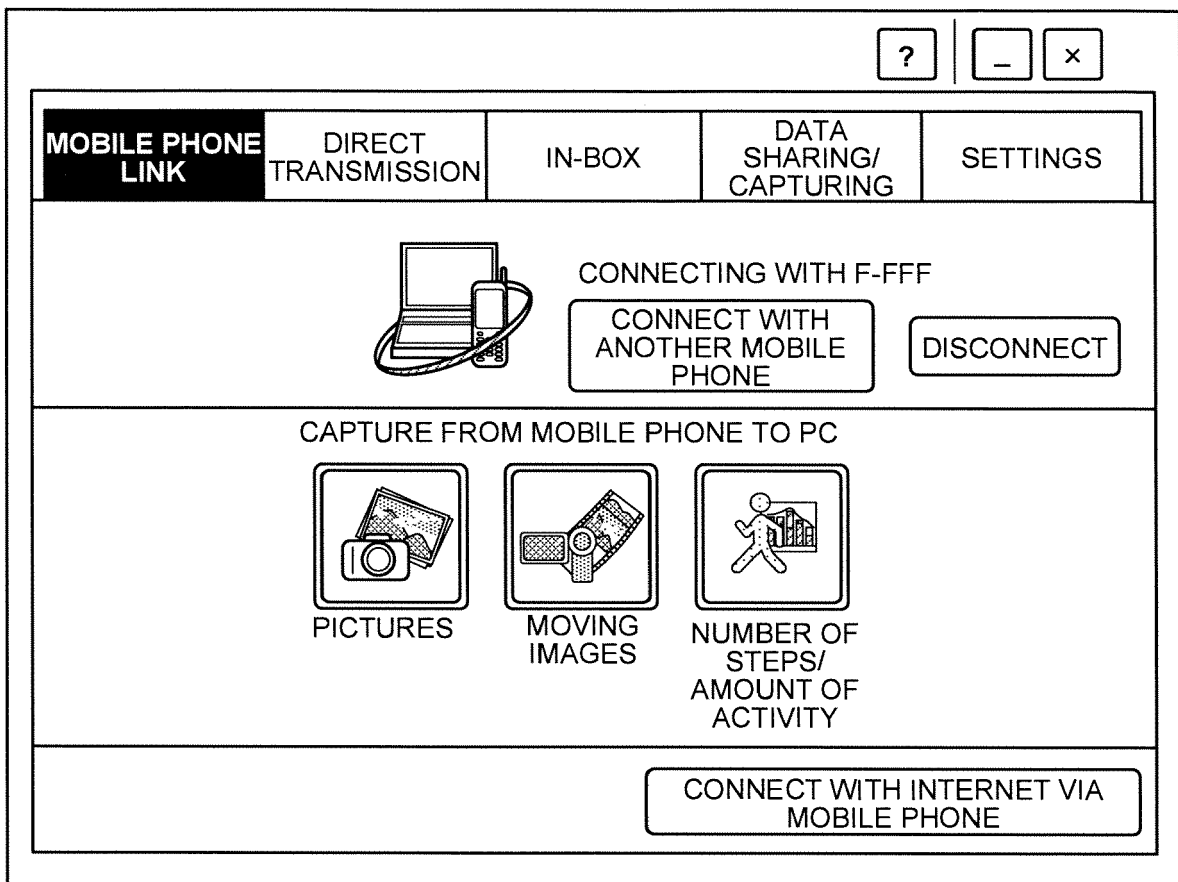 ?
_
×
MOBILE PHONE
LINK
DIRECT
TRANSMISSION
IN-BOX
DATA
SHARING/
CAPTURING
SETTINGS
CONNECTING WITH F-FFF
CONNECT WITH
ANOTHER MOBILE
PHONE
DISCONNECT
CAPTURE FROM MOBILE PHONE TO PC
PICTURES
MOVING
IMAGES
NUMBER OF
STEPS/
AMOUNT OF
ACTIVITY
CONNECT WITH INTERNET VIA
MOBILE PHONE